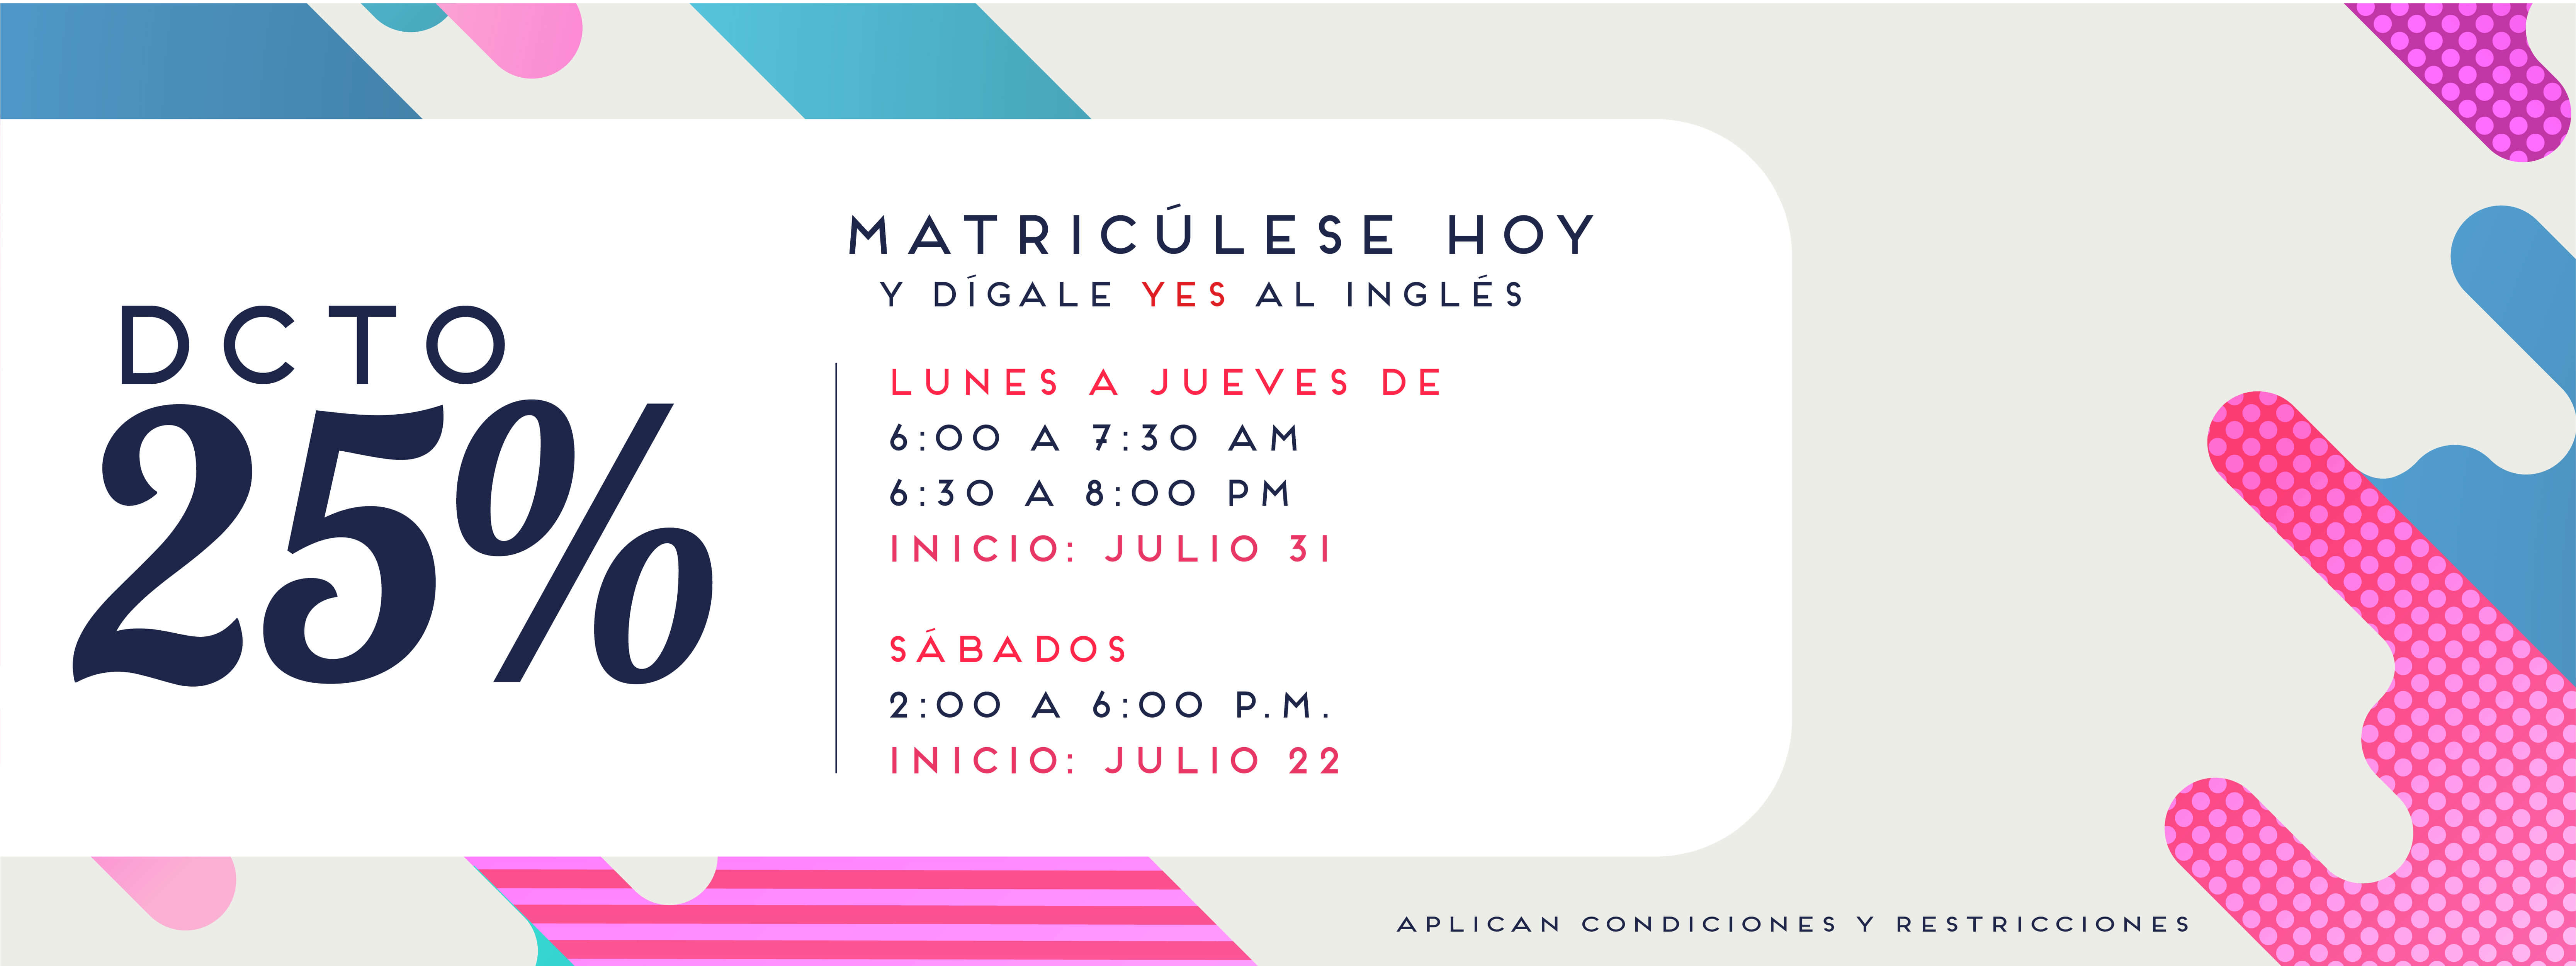 DCTO
25%
MATRICÚLESE HOY
Y DÍGALE YES AL INGLÉS
LUNES A JUEVES DE
6:00 A 7:30 AM
6:30 A 8:00 PM
INICIO: JULIO 31
SÁBADOS
2:00 A 6:00 P.M.
INICIO: JULIO 22
APLICAN CONDICIONES Y RESTRICCIONES